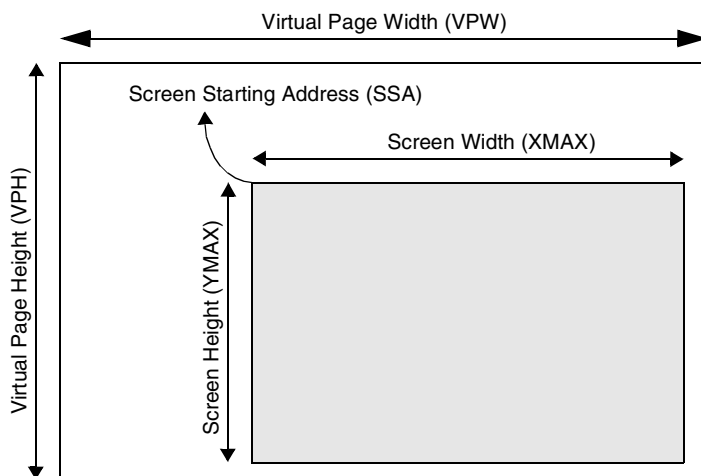 Virtual Page Width (VPW)
Screen Starting Address (SSA)
Screen Width (XMAX)
Virtual Page Height (VPH)
Screen Height (YMAX)